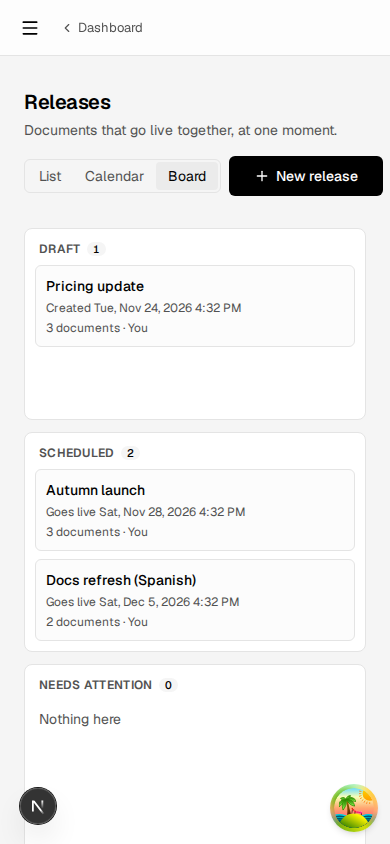 Dashboard
Releases
Documents that go live together, at one moment.
List Calendar Board + New release
DRAFT 1
Pricing update
Created Tue, Nov 24, 2026 4:32 PM
3 documents · You
SCHEDULED 2
Autumn launch
Goes live Sat, Nov 28, 2026 4:32 PM
3 documents · You
Docs refresh (Spanish)
Goes live Sat, Dec 5, 2026 4:32 PM
2 documents · You
NEEDS ATTENTION 0
Nothing here
N